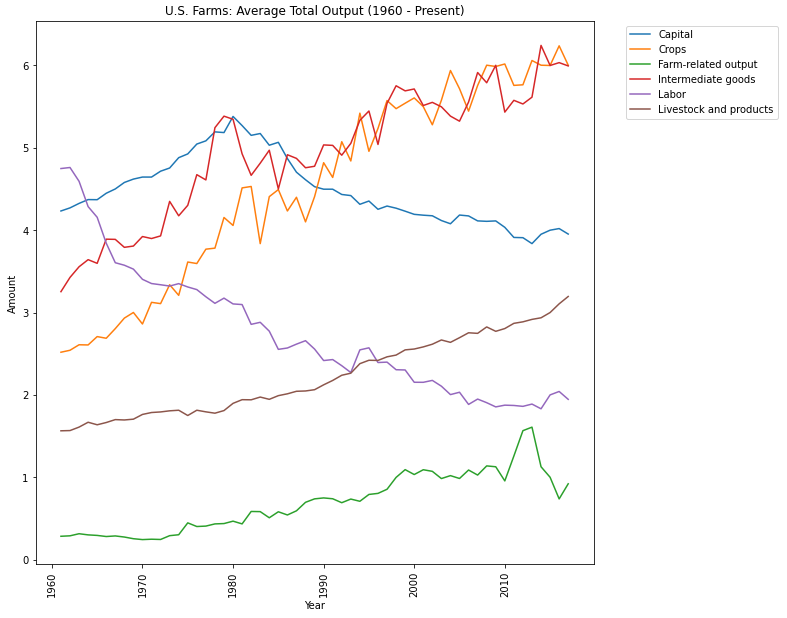 U.S. Farms: Average Total Output (1960 - Present)
Capital
Crops
Farm-related output
Intermediate goods
Labor
Livestock and products
6
5
4
3
2
1
0
Amount
1960
1970
1980
1990
2000
2010
Year